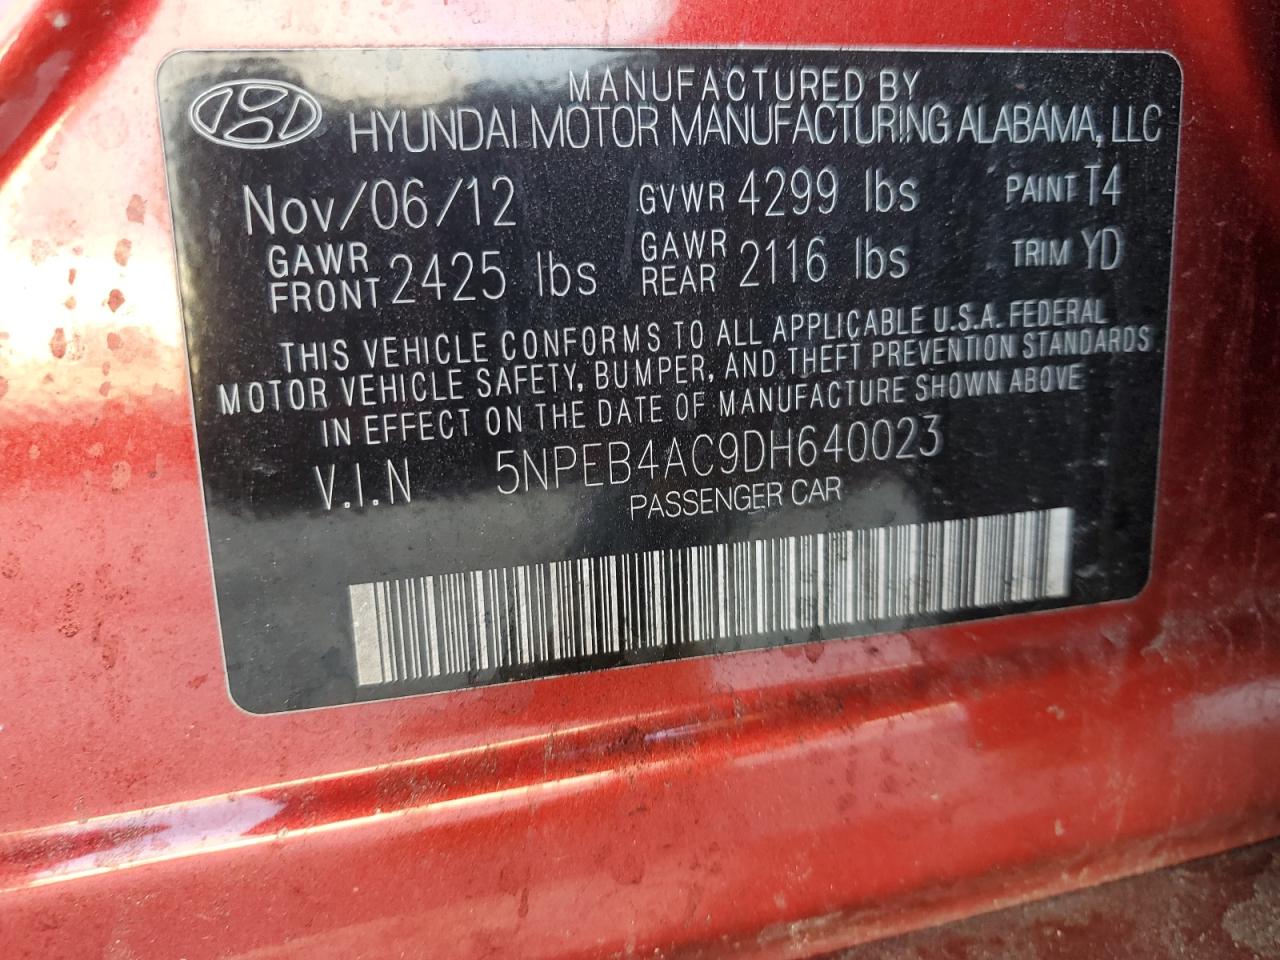 MANUFACTURED BY
HYUNDAI MOTOR MANUFACTURING ALABAMA, LLC
Nov/06/12 GVWR 4299 lbs PAINT T4
GAWR FRONT 2425 lbs GAWR REAR 2116 lbs TRIM YD
THIS VEHICLE CONFORMS TO ALL APPLICABLE U.S.A. FEDERAL
MOTOR VEHICLE SAFETY, BUMPER, AND THEFT PREVENTION STANDARDS
IN EFFECT ON THE DATE OF MANUFACTURE SHOWN ABOVE
V.I.N 5NPEB4AC9DH640023
PASSENGER CAR